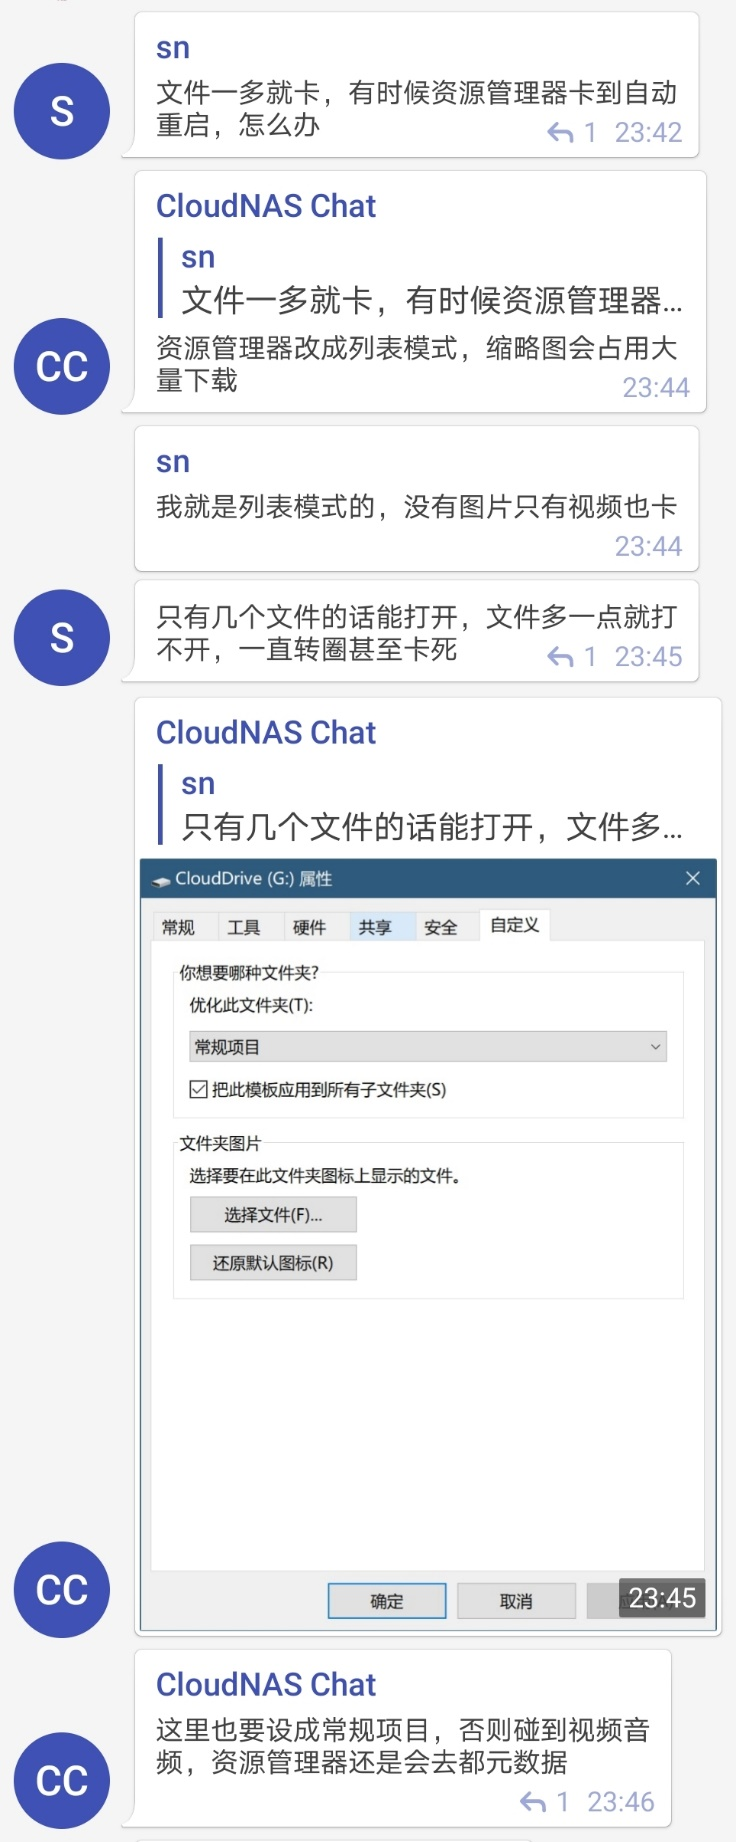 sn
文件一多就卡，有时候资源管理器卡到自动
重启，怎么办
1 23:42
S
CloudNAS Chat
sn
文件一多就卡，有时候资源管理器...
资源管理器改成列表模式，缩略图会占用大
量下载
23:44
CC
sn
我就是列表模式的，没有图片只有视频也卡
23:44
只有几个文件的话能打开，文件多一点就打
不开，一直转圈甚至卡死
1 23:45
S
CloudNAS Chat
sn
只有几个文件的话能打开，文件多...
CloudDrive (G:) 属性
常规 工具 硬件 共享 安全 自定义
你想要哪种文件夹?
优化此文件夹(T):
常规项目
把此模板应用到所有子文件夹(S)
文件夹图片
选择要在此文件夹图标上显示的文件。
选择文件(F)...
还原默认图标(R)
确定 取消
23:45
CC
CloudNAS Chat
这里也要设成常规项目，否则碰到视频音
频，资源管理器还是会去都元数据
1 23:46
CC